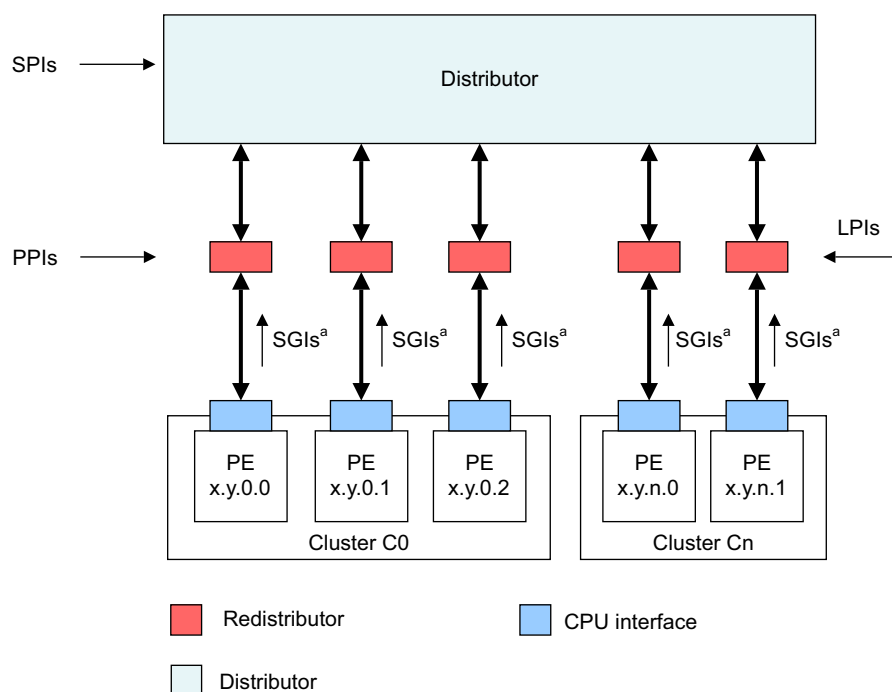 SPIs
Distributor
PPIs
LPIs
SGIsᵃ SGIsᵃ SGIsᵃ SGIsᵃ SGIsᵃ
PE PE PE PE PE
x.y.0.0 x.y.0.1 x.y.0.2 x.y.n.0 x.y.n.1
Cluster C0 Cluster Cn
Redistributor CPU interface
Distributor